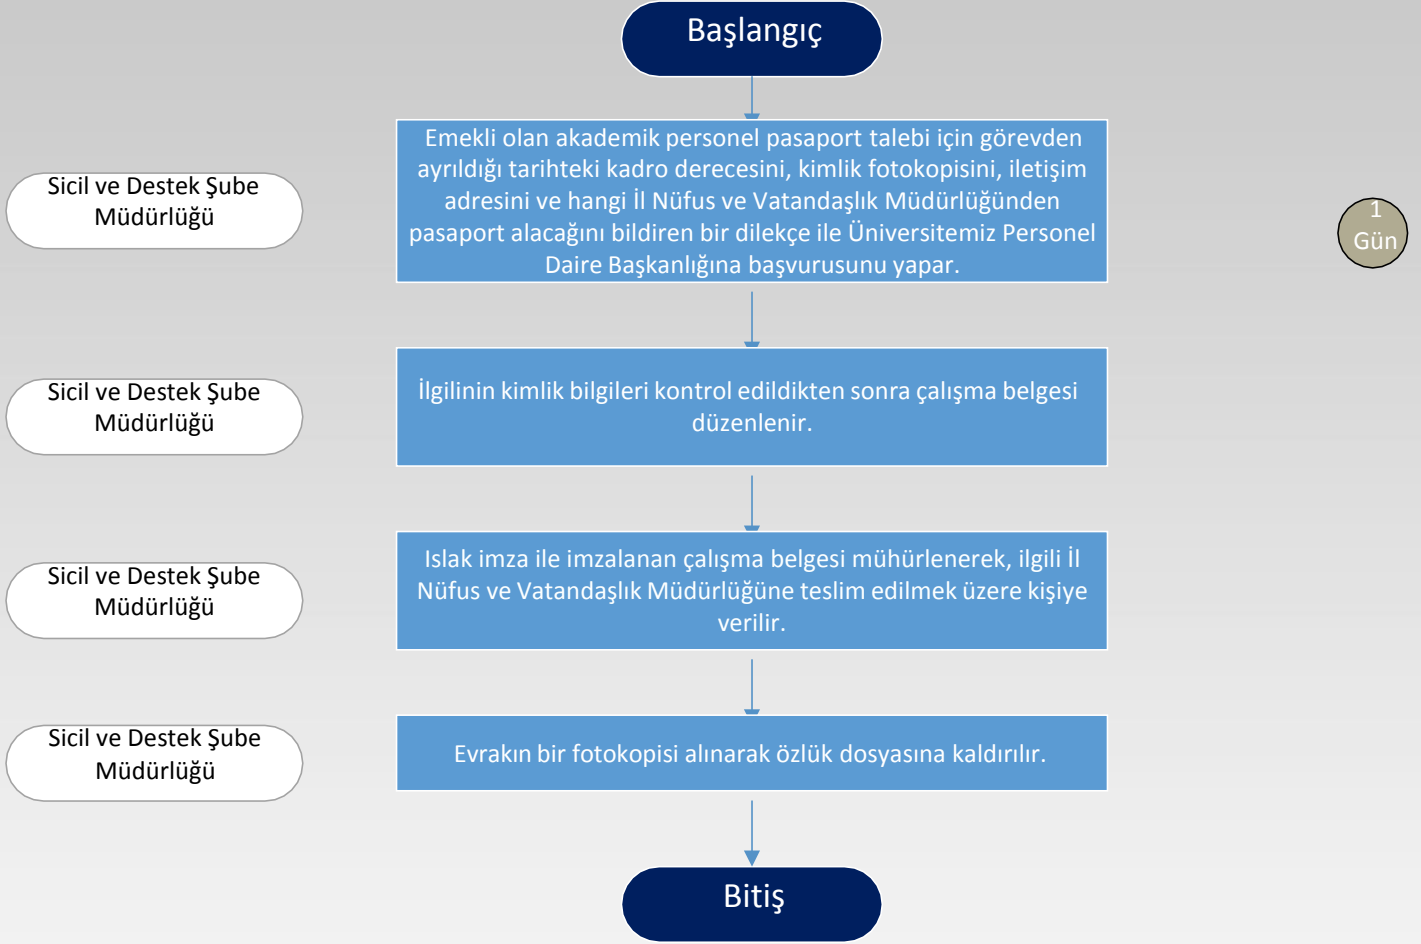 Başlangıç
Emekli olan akademik personel pasaport talebi için görevden
ayrıldığı tarihteki kadro derecesini, kimlik fotokopisini, iletişim
adresini ve hangi İl Nüfus ve Vatandaşlık Müdürlüğünden
pasaport alacağını bildiren bir dilekçe ile Üniversitemiz Personel
Daire Başkanlığına başvurusunu yapar.
Sicil ve Destek Şube
Müdürlüğü
1
Gün
Sicil ve Destek Şube
Müdürlüğü
İlgilinin kimlik bilgileri kontrol edildikten sonra çalışma belgesi
düzenlenir.
Sicil ve Destek Şube
Müdürlüğü
Islak imza ile imzalanan çalışma belgesi mühürlenerek, ilgili İl
Nüfus ve Vatandaşlık Müdürlüğüne teslim edilmek üzere kişiye
verilir.
Sicil ve Destek Şube
Müdürlüğü
Evrakın bir fotokopisi alınarak özlük dosyasına kaldırılır.
Bitiş